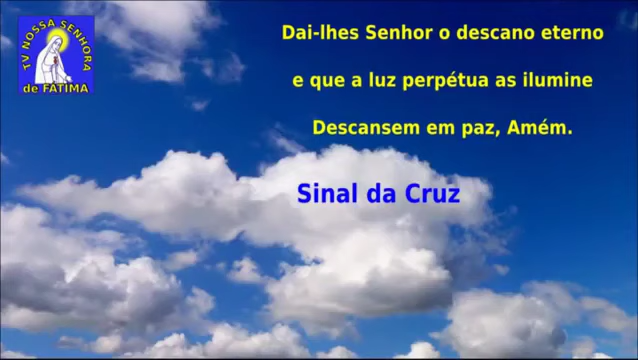 TV NOSSA SENHORA
de FÁTIMA
Dai-lhes Senhor o descano eterno
e que a luz perpétua as ilumine
Descansem em paz, Amém.
Sinal da Cruz